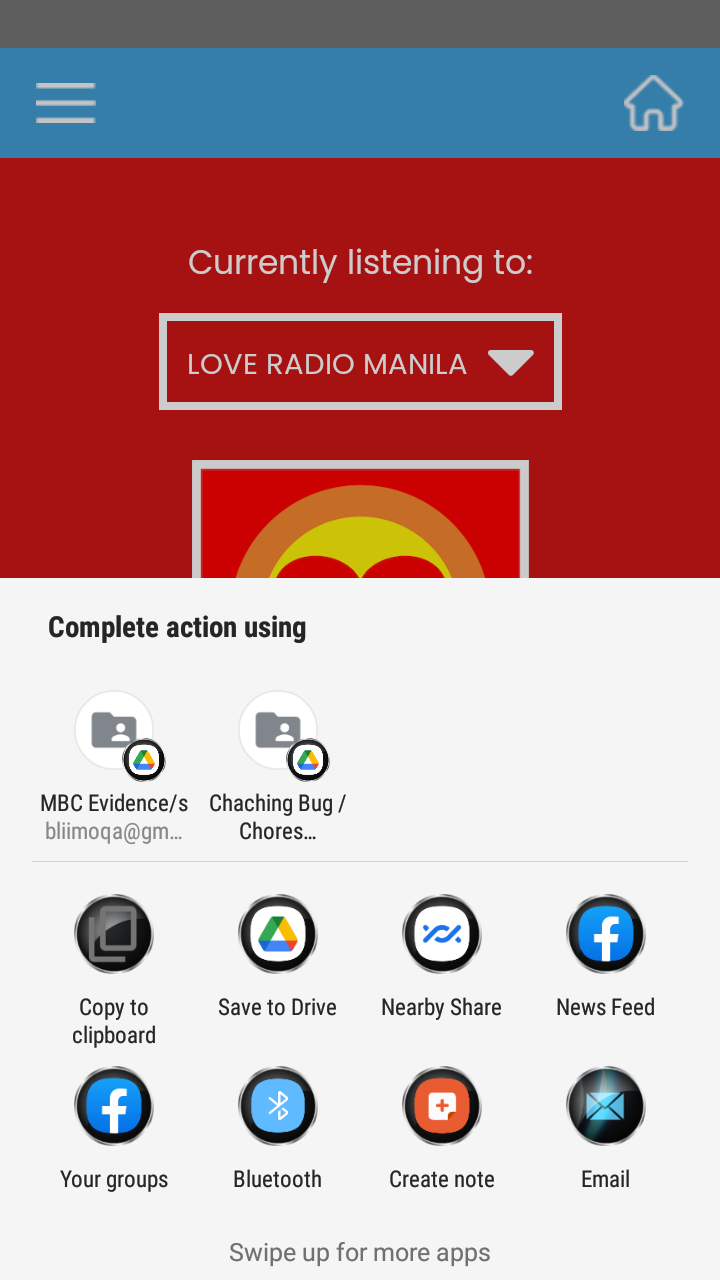 Currently listening to:
LOVE RADIO MANILA
Complete action using
MBC Evidence/s
bliimoqa@gm...
Chaching Bug /
Chores...
Copy to
clipboard
Save to Drive
Nearby Share
News Feed
Your groups
Bluetooth
Create note
Email
Swipe up for more apps